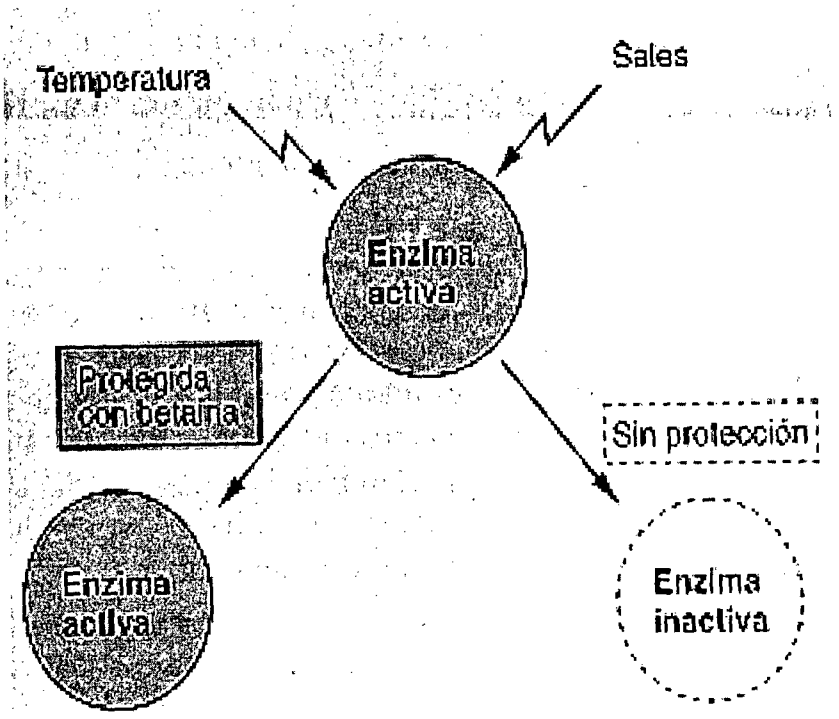 Temperatura
Sales
Enzima
activa
Protegida
con betaína
Sin protección
Enzima
activa
Enzima
inactiva